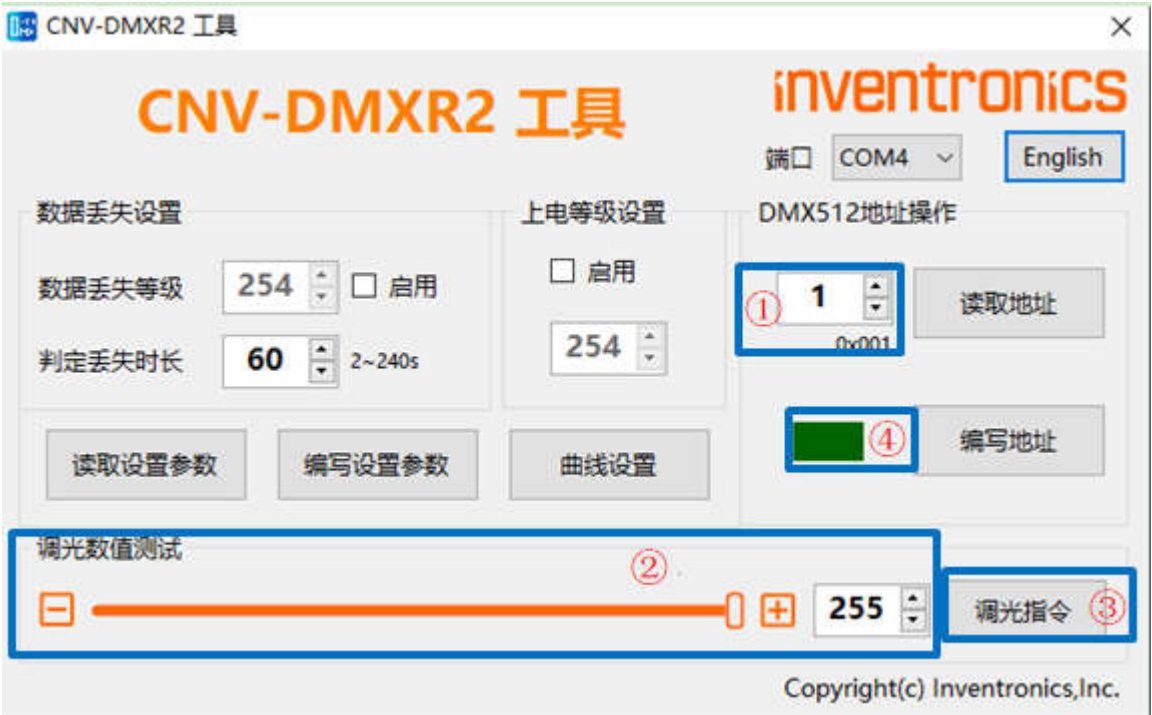 CNV-DMXR2 工具
CNV-DMXR2 工具
inventronics
端口 COM4 English
数据丢失设置
数据丢失等级 254 启用
判定丢失时长 60 2~240s
上电等级设置
启用
254
DMX512地址操作
① 1 读取地址
0x001
④ 编写地址
读取设置参数 编写设置参数 曲线设置
调光数值测试
②
255 调光指令 ③
Copyright(c) Inventronics,Inc.